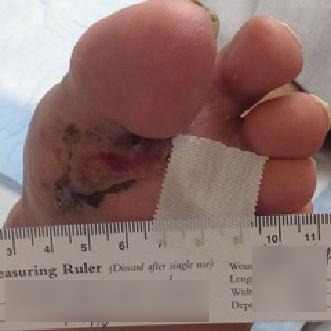 3 4 5 6 7 8 9 10 11
easuring Ruler (Discard after single use)
Wou
Leng
Widt
Dept